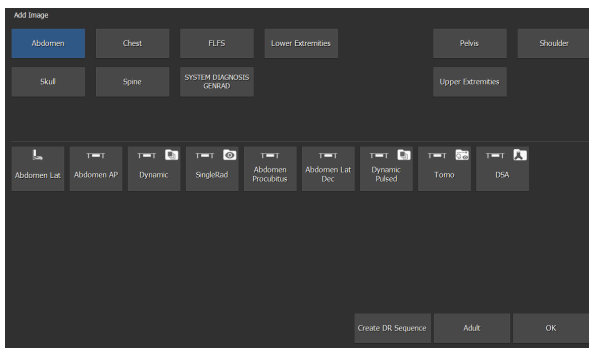 Add Image
Abdomen
Chest
FLFS
Lower Extremities
Pelvis
Shoulder
Skull
Spine
SYSTEM DIAGNOSIS
GENRAD
Upper Extremities
Abdomen Lat
Abdomen AP
Dynamic
SingleRad
Abdomen
Procubitus
Abdomen Lat
Dec
Dynamic
Pulsed
Tomo
DSA
Create DR Sequence
Adult
OK